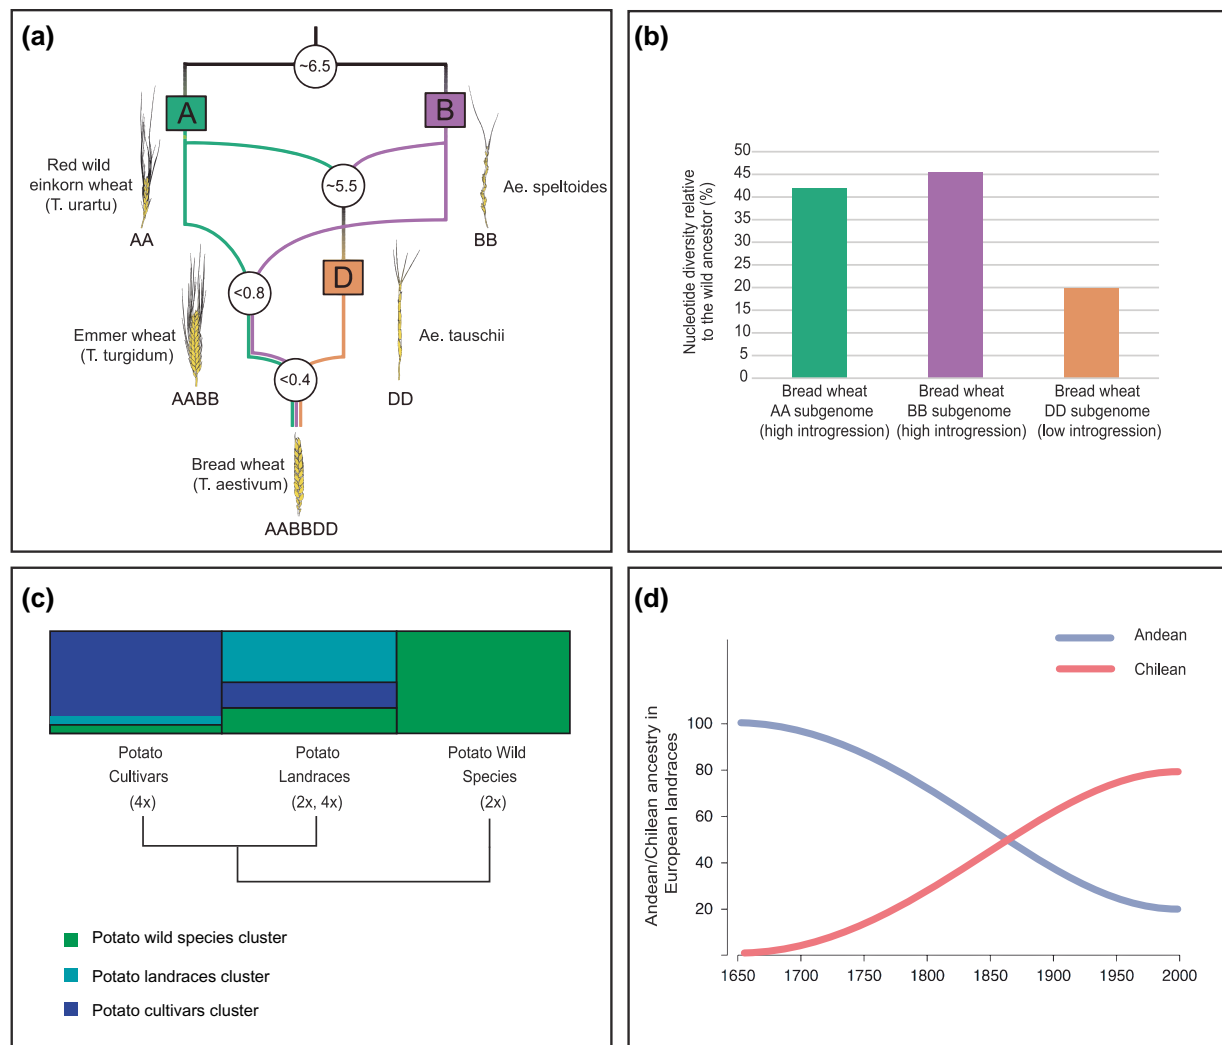 (a)
~6.5
A
B
Red wild
einkorn wheat
(T. urartu)
AA
~5.5
Ae. speltoides
BB
<0.8
D
Emmer wheat
(T. turgidum)
AABB
Ae. tauschii
DD
<0.4
Bread wheat
(T. aestivum)
AABBDD
(b)
Nucleotide diversity relative
to the wild ancestor (%)
50
45
40
35
30
25
20
15
10
5
0
Bread wheat
AA subgenome
(high introgression)
Bread wheat
BB subgenome
(high introgression)
Bread wheat
DD subgenome
(low introgression)
(c)
Potato
Cultivars
(4x)
Potato
Landraces
(2x, 4x)
Potato Wild
Species
(2x)
Potato wild species cluster
Potato landraces cluster
Potato cultivars cluster
(d)
Andean
Chilean
Andean/Chilean ancestry in
European landraces
100
80
60
40
20
1650
1700
1750
1800
1850
1900
1950
2000